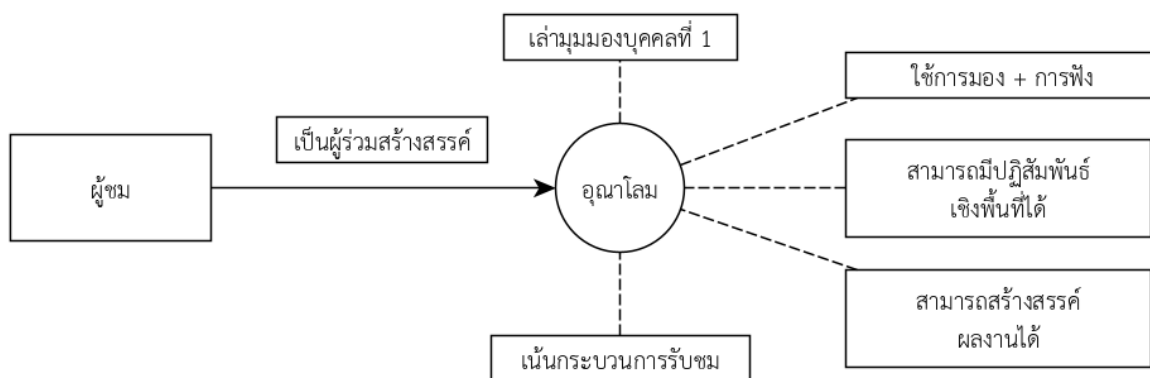 เล่ามุมมองบุคคลที่ 1
ใช้การมอง + การฟัง
เป็นผู้ร่วมสร้างสรรค์
ผู้ชม
อุณาโลม
สามารถมีปฏิสัมพันธ์
เชิงพื้นที่ได้
สามารถสร้างสรรค์
ผลงานได้
เน้นกระบวนการรับชม